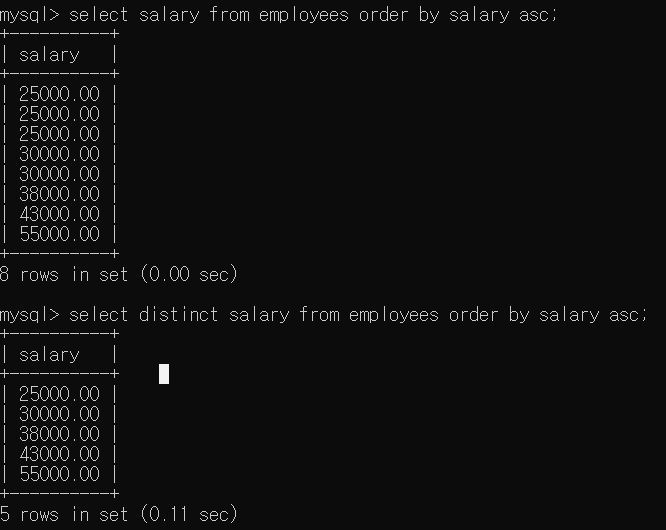 mysql> select salary from employees order by salary asc;
+----------+
| salary   |
+----------+
| 25000.00 |
| 25000.00 |
| 25000.00 |
| 30000.00 |
| 30000.00 |
| 38000.00 |
| 43000.00 |
| 55000.00 |
+----------+
8 rows in set (0.00 sec)
mysql> select distinct salary from employees order by salary asc;
+----------+
| salary   |
+----------+
| 25000.00 |
| 30000.00 |
| 38000.00 |
| 43000.00 |
| 55000.00 |
+----------+
5 rows in set (0.11 sec)